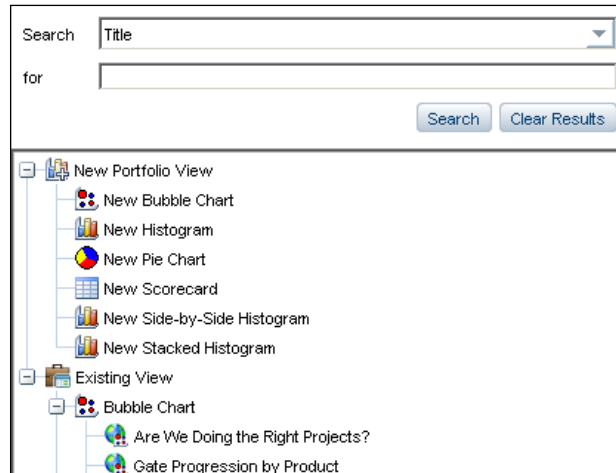 Search Title
for
Search Clear Results
New Portfolio View
New Bubble Chart
New Histogram
New Pie Chart
New Scorecard
New Side-by-Side Histogram
New Stacked Histogram
Existing View
Bubble Chart
Are We Doing the Right Projects?
Gate Progression by Product